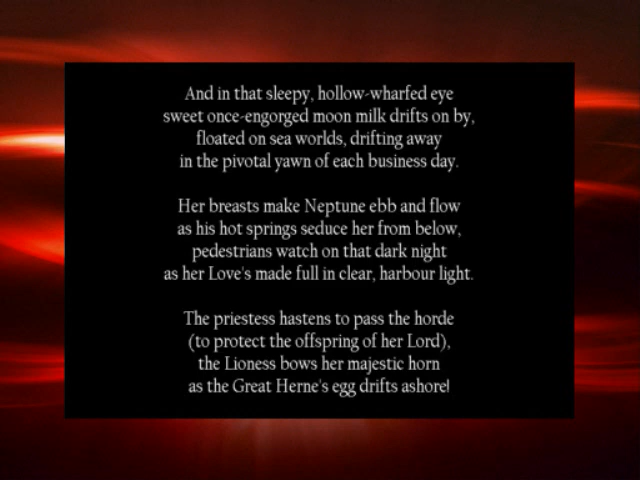 And in that sleepy, hollow-wharfed eye
sweet once-engorged moon milk drifts on by,
floated on sea worlds, drifting away
in the pivotal yawn of each business day.
Her breasts make Neptune ebb and flow
as his hot springs seduce her from below,
pedestrians watch on that dark night
as her Love's made full in clear, harbour light.
The priestess hastens to pass the horde
(to protect the offspring of her Lord),
the Lioness bows her majestic horn
as the Great Herne's egg drifts ashore!